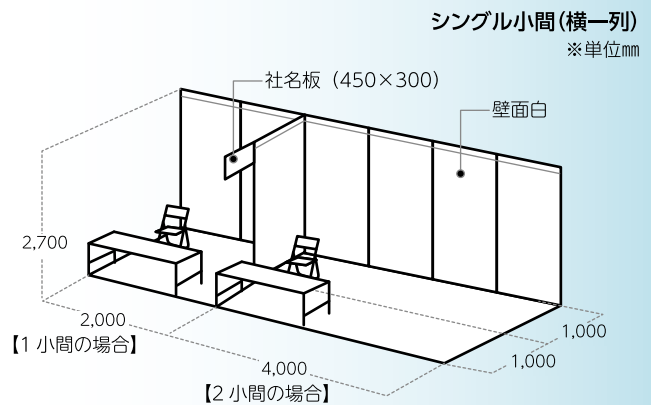 シングル小間（横一列）
※単位㎜
社名板（450×300）
壁面白
2,700
2,000
【1小間の場合】
4,000
【2小間の場合】
1,000
1,000